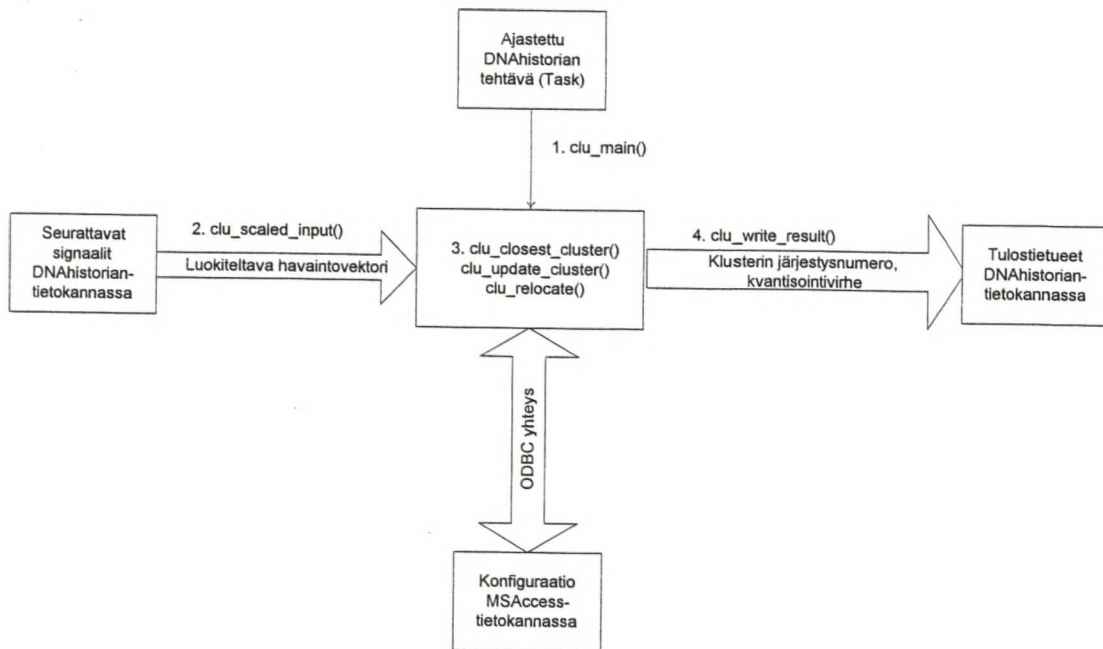 Ajastettu
DNAhistorian
tehtävä (Task)
1. clu_main()
Seurattavat
signaalit
DNAhistorian-
tietokannassa
2. clu_scaled_input()
Luokiteltava havaintovektori
3. clu_closest_cluster()
clu_update_cluster()
clu_relocate()
4. clu_write_result()
Klusterin järjestysnumero,
kvantisointivirhe
Tulostietueet
DNAhistorian-
tietokannassa
ODBC yhteys
Konfiguraatio
MSAccess-
tietokannassa